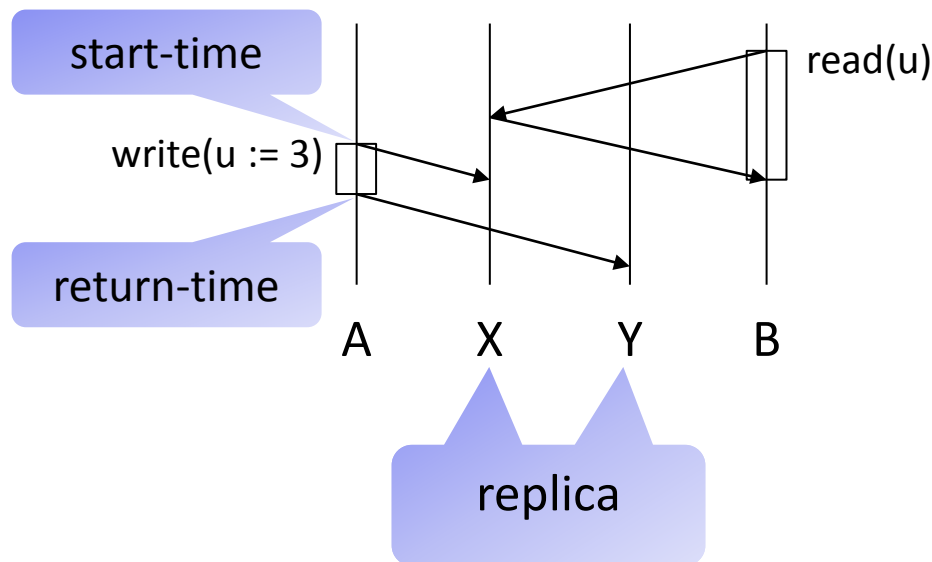 start-time
read(u)
write(u := 3)
return-time
A X Y B
replica